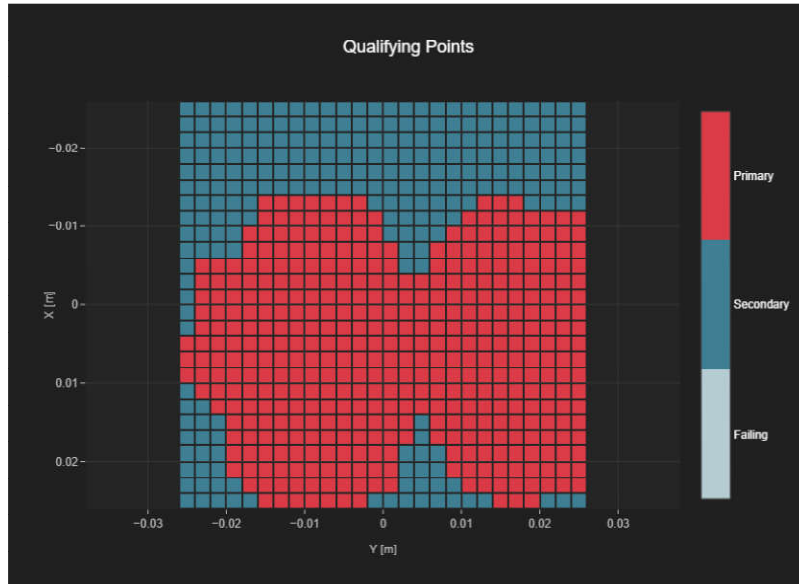 Qualifying Points
−0.02
−0.01
0
0.01
0.02
X [m]
−0.03 −0.02 −0.01 0 0.01 0.02 0.03
Y [m]
Primary
Secondary
Failing